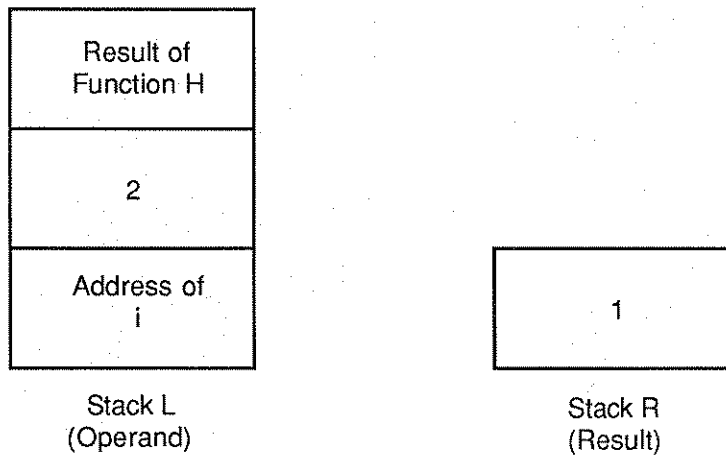 Result of
Function H
2
Address of
i
1
Stack L
(Operand)
Stack R
(Result)